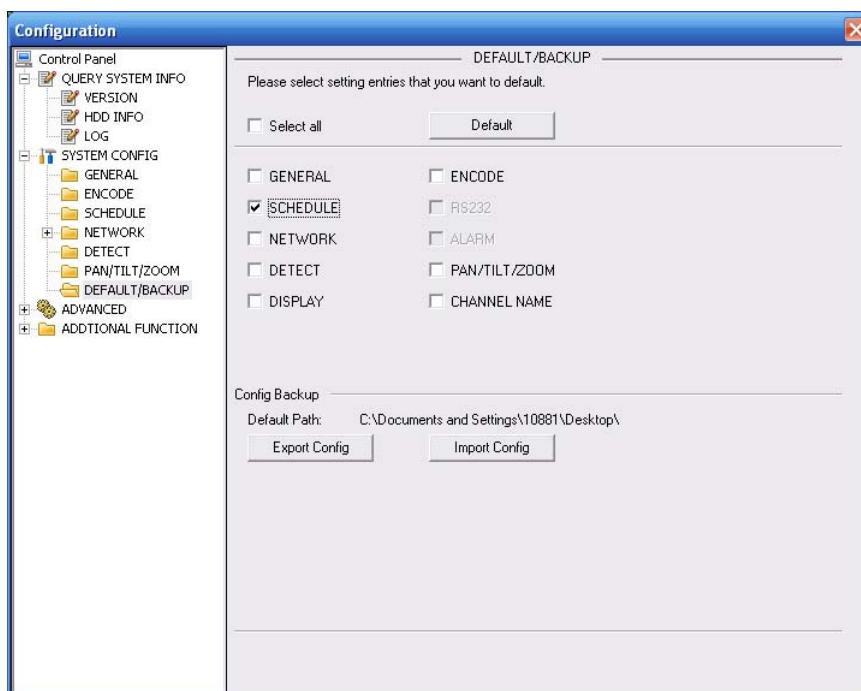 Configuration
Control Panel
QUERY SYSTEM INFO
VERSION
HDD INFO
LOG
SYSTEM CONFIG
GENERAL
ENCODE
SCHEDULE
NETWORK
DETECT
PAN/TILT/ZOOM
DEFAULT/BACKUP
ADVANCED
ADDTIONAL FUNCTION
DEFAULT/BACKUP
Please select setting entries that you want to default.
Select all
Default
GENERAL
ENCODE
SCHEDULE
RS232
NETWORK
ALARM
DETECT
PAN/TILT/ZOOM
DISPLAY
CHANNEL NAME
Config Backup
Default Path: C:\Documents and Settings\10881\Desktop\
Export Config
Import Config